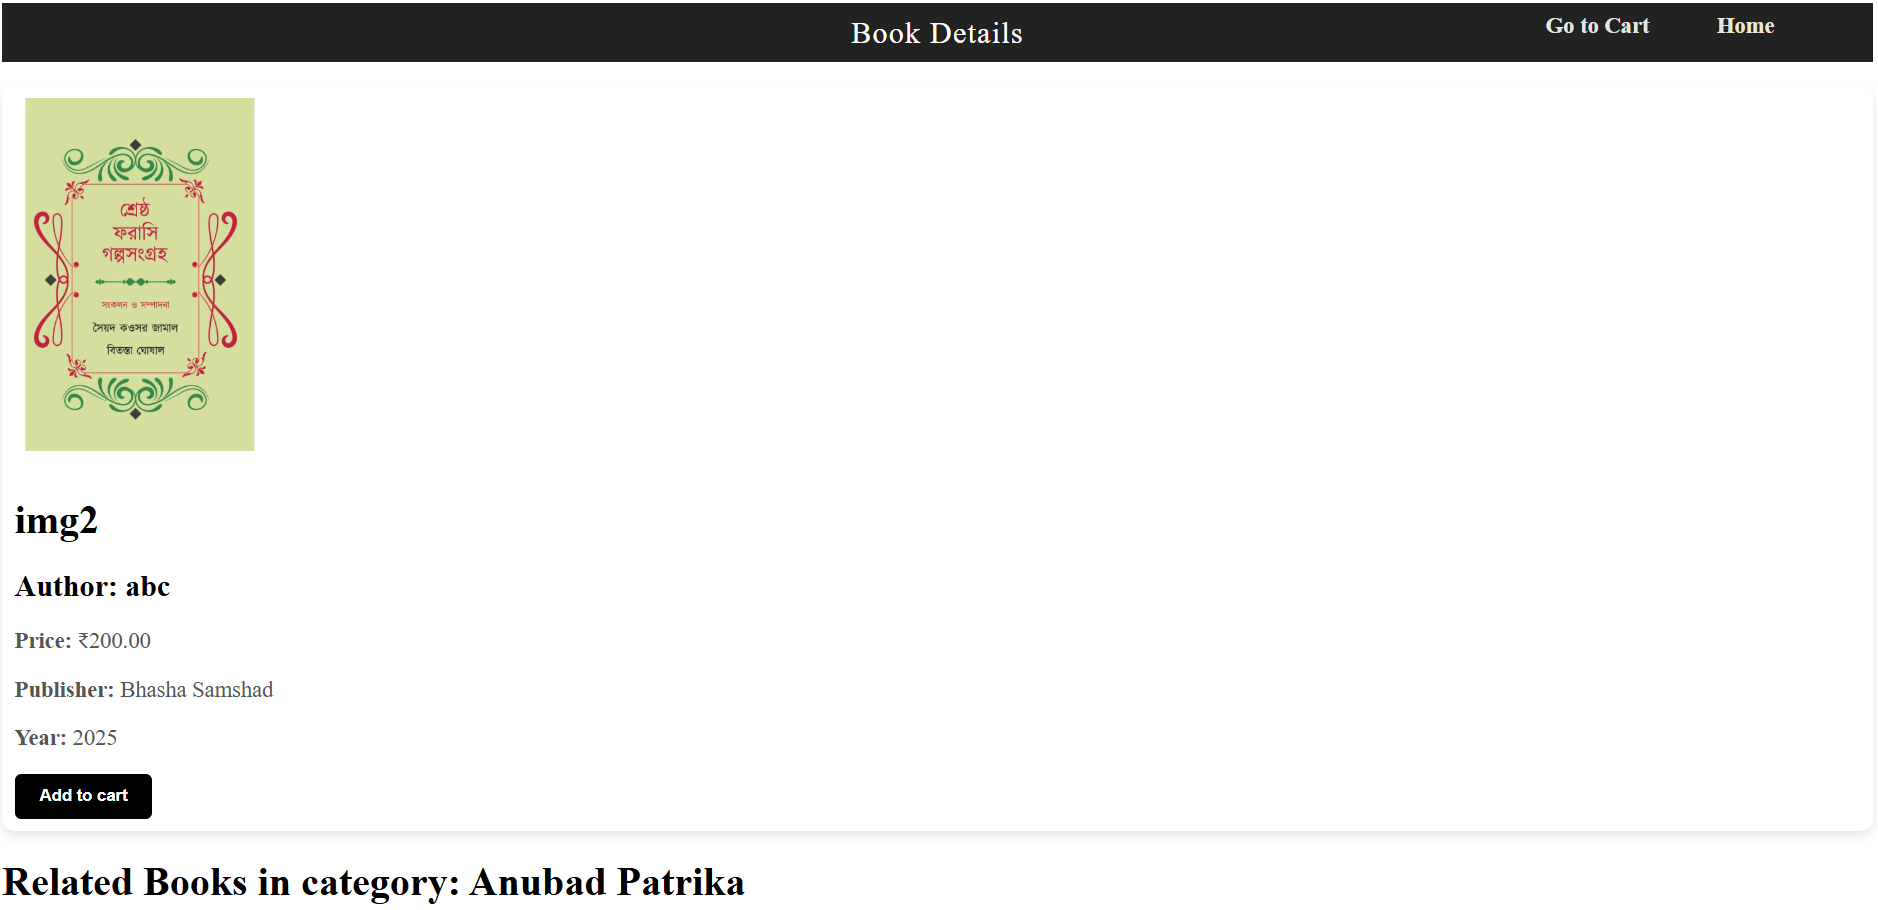 Book Details
Go to Cart
Home
শ্রেষ্ঠ
ফরাসি
গল্পসংগ্রহ
সংকলন ও সম্পাদনা
সৈয়দ কওসর জামাল
বিতস্তা ঘোষাল
img2
Author: abc
Price: ₹200.00
Publisher: Bhasha Samshad
Year: 2025
Add to cart
Related Books in category: Anubad Patrika